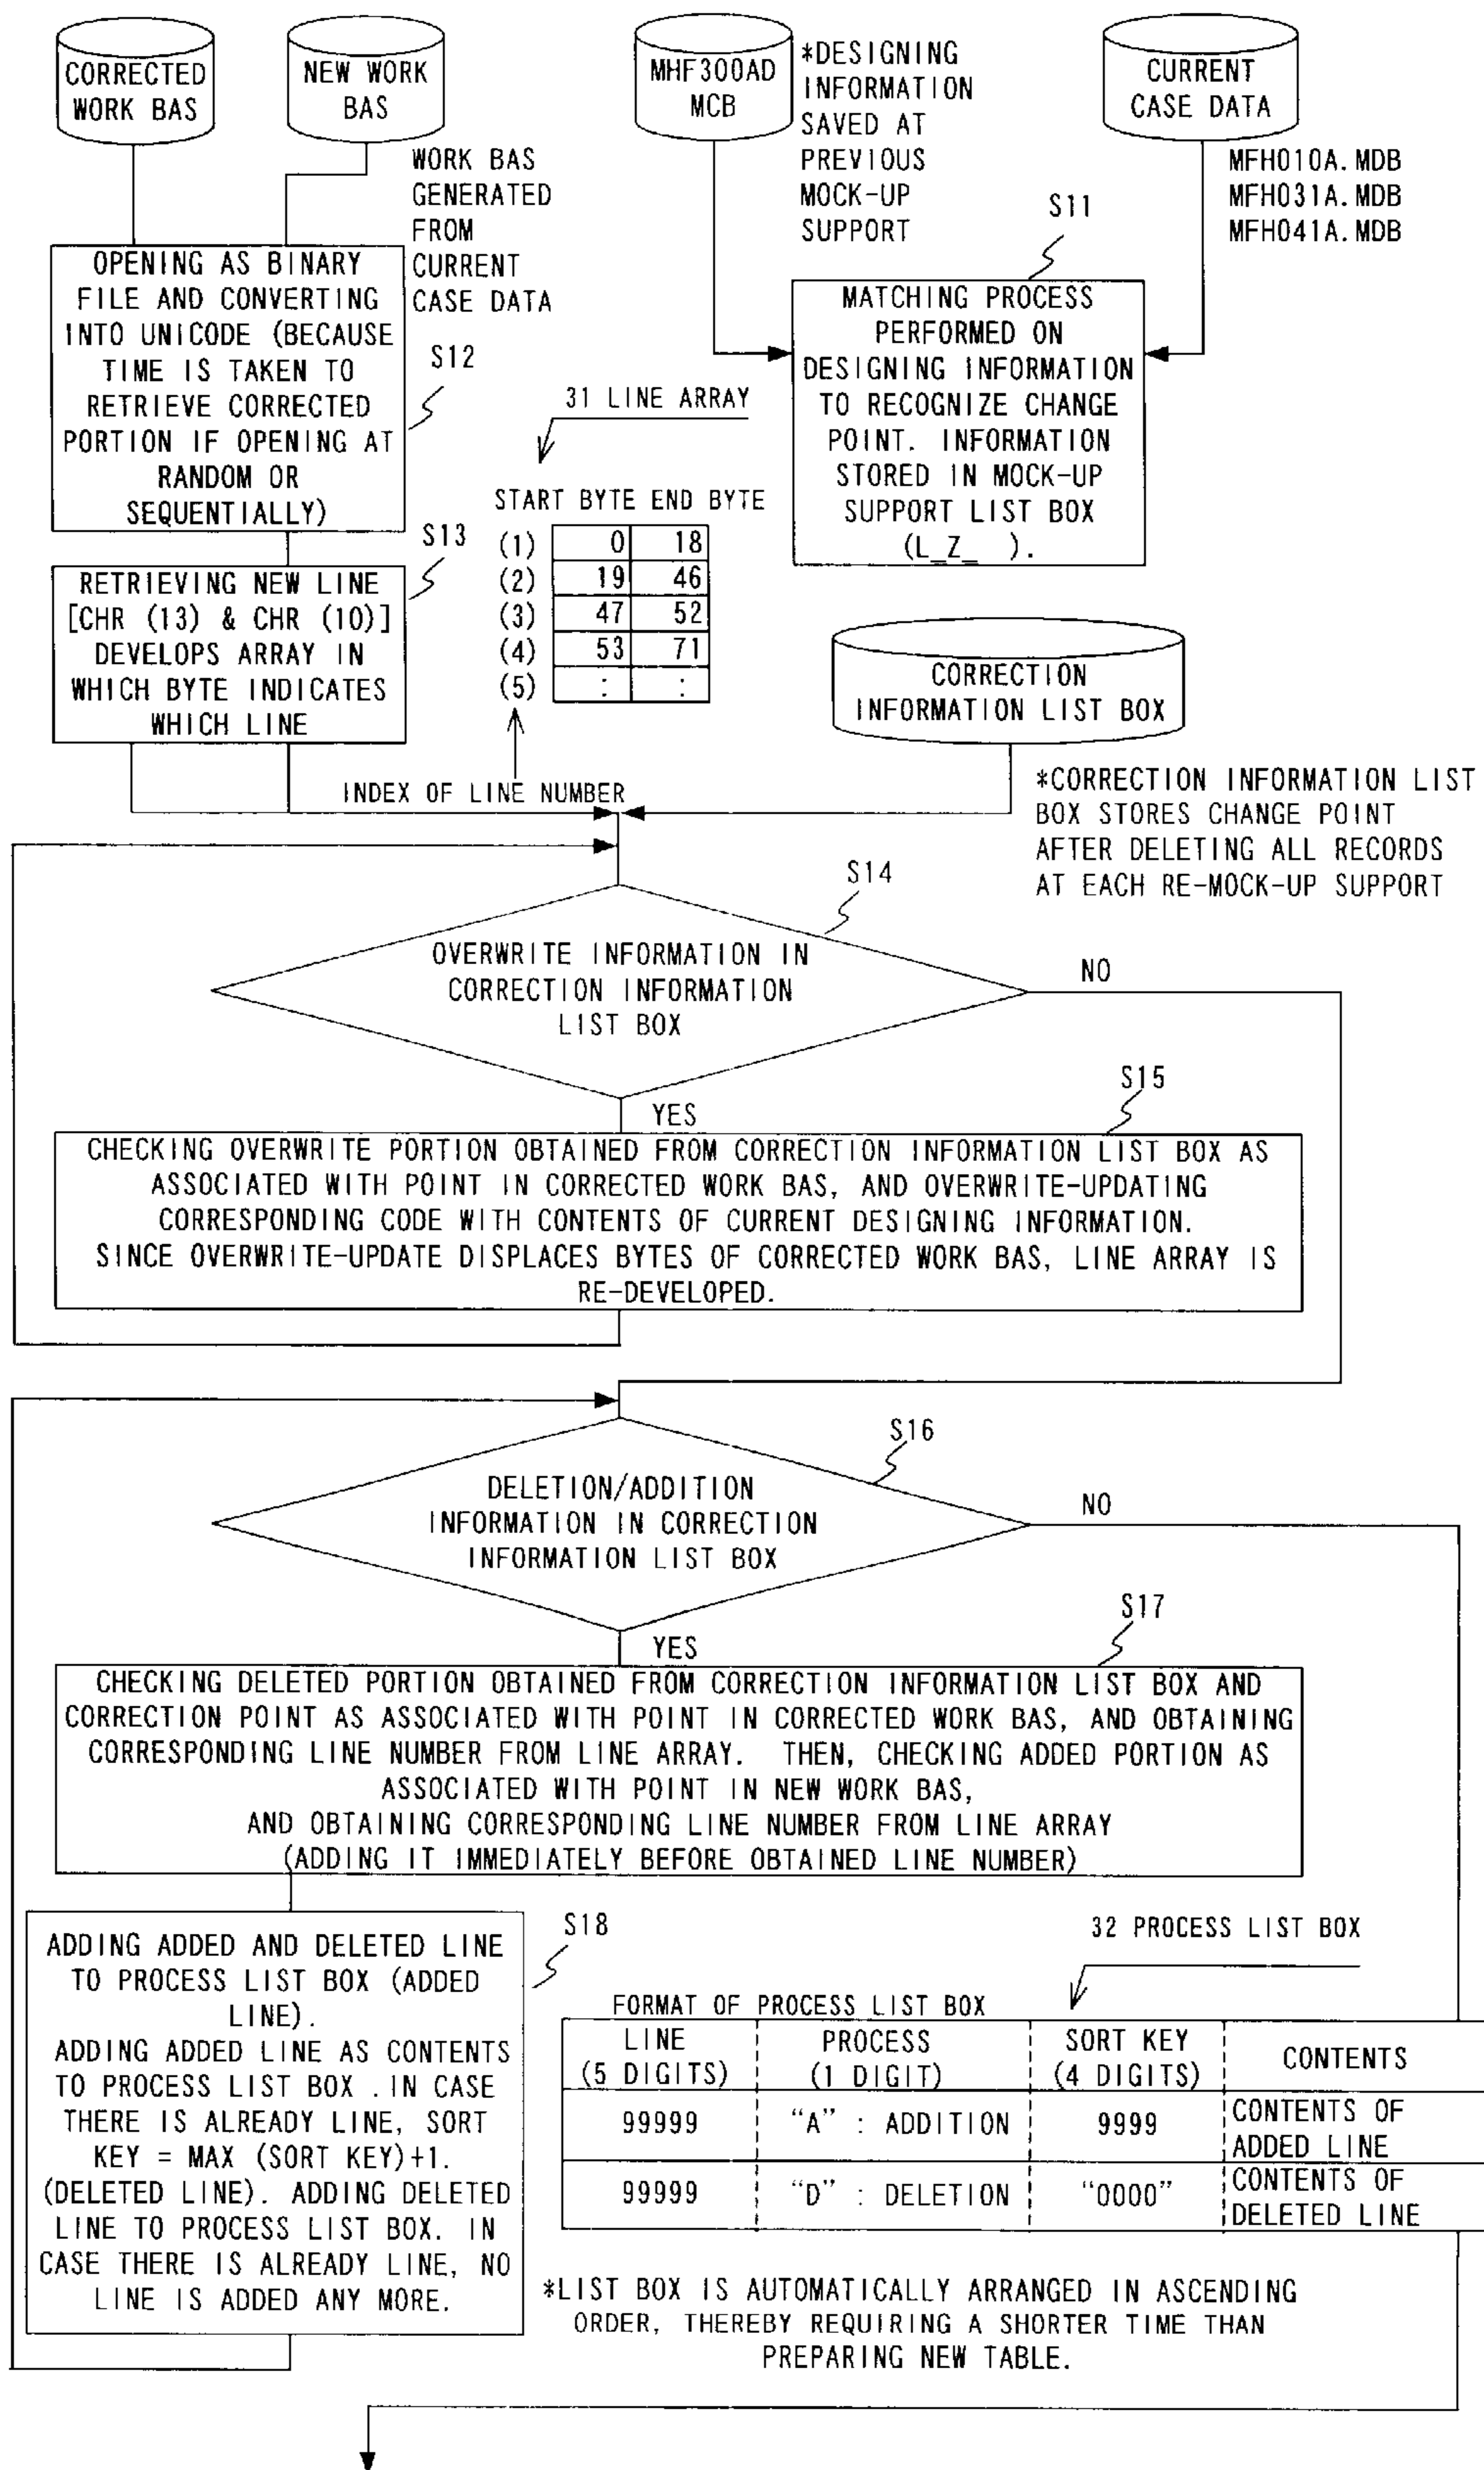 CORRECTED
WORK BAS
NEW WORK
BAS
MHF300AD
MCB
*DESIGNING
INFORMATION
SAVED AT
PREVIOUS
MOCK-UP
SUPPORT
CURRENT
CASE DATA
MFH010A.MDB
MFH031A.MDB
MFH041A.MDB
WORK BAS
GENERATED
FROM
CURRENT
CASE DATA
OPENING AS BINARY
FILE AND CONVERTING
INTO UNICODE (BECAUSE
TIME IS TAKEN TO
RETRIEVE CORRECTED
PORTION IF OPENING AT
RANDOM OR
SEQUENTIALLY)
S12
S11
MATCHING PROCESS
PERFORMED ON
DESIGNING INFORMATION
TO RECOGNIZE CHANGE
POINT. INFORMATION
STORED IN MOCK-UP
SUPPORT LIST BOX
(L_Z_ ).
31 LINE ARRAY
START BYTE END BYTE
(1) 0 18
(2) 19 46
(3) 47 52
(4) 53 71
(5) : :
S13
RETRIEVING NEW LINE
[CHR (13) & CHR (10)]
DEVELOPS ARRAY IN
WHICH BYTE INDICATES
WHICH LINE
INDEX OF LINE NUMBER
CORRECTION
INFORMATION LIST BOX
*CORRECTION INFORMATION LIST
BOX STORES CHANGE POINT
AFTER DELETING ALL RECORDS
AT EACH RE-MOCK-UP SUPPORT
S14
OVERWRITE INFORMATION IN
CORRECTION INFORMATION
LIST BOX
NO
YES
S15
CHECKING OVERWRITE PORTION OBTAINED FROM CORRECTION INFORMATION LIST BOX AS
ASSOCIATED WITH POINT IN CORRECTED WORK BAS, AND OVERWRITE-UPDATING
CORRESPONDING CODE WITH CONTENTS OF CURRENT DESIGNING INFORMATION.
SINCE OVERWRITE-UPDATE DISPLACES BYTES OF CORRECTED WORK BAS, LINE ARRAY IS
RE-DEVELOPED.
S16
DELETION/ADDITION
INFORMATION IN CORRECTION
INFORMATION LIST BOX
NO
YES
S17
CHECKING DELETED PORTION OBTAINED FROM CORRECTION INFORMATION LIST BOX AND
CORRECTION POINT AS ASSOCIATED WITH POINT IN CORRECTED WORK BAS, AND OBTAINING
CORRESPONDING LINE NUMBER FROM LINE ARRAY. THEN, CHECKING ADDED PORTION AS
ASSOCIATED WITH POINT IN NEW WORK BAS,
AND OBTAINING CORRESPONDING LINE NUMBER FROM LINE ARRAY
(ADDING IT IMMEDIATELY BEFORE OBTAINED LINE NUMBER)
S18
ADDING ADDED AND DELETED LINE
TO PROCESS LIST BOX (ADDED
LINE).
ADDING ADDED LINE AS CONTENTS
TO PROCESS LIST BOX . IN CASE
THERE IS ALREADY LINE, SORT
KEY = MAX (SORT KEY)+1.
(DELETED LINE). ADDING DELETED
LINE TO PROCESS LIST BOX. IN
CASE THERE IS ALREADY LINE, NO
LINE IS ADDED ANY MORE.
32 PROCESS LIST BOX
FORMAT OF PROCESS LIST BOX
LINE
(5 DIGITS)
PROCESS
(1 DIGIT)
SORT KEY
(4 DIGITS)
CONTENTS
99999
"A" : ADDITION
9999
CONTENTS OF
ADDED LINE
99999
"D" : DELETION
"0000"
CONTENTS OF
DELETED LINE
*LIST BOX IS AUTOMATICALLY ARRANGED IN ASCENDING
ORDER, THEREBY REQUIRING A SHORTER TIME THAN
PREPARING NEW TABLE.